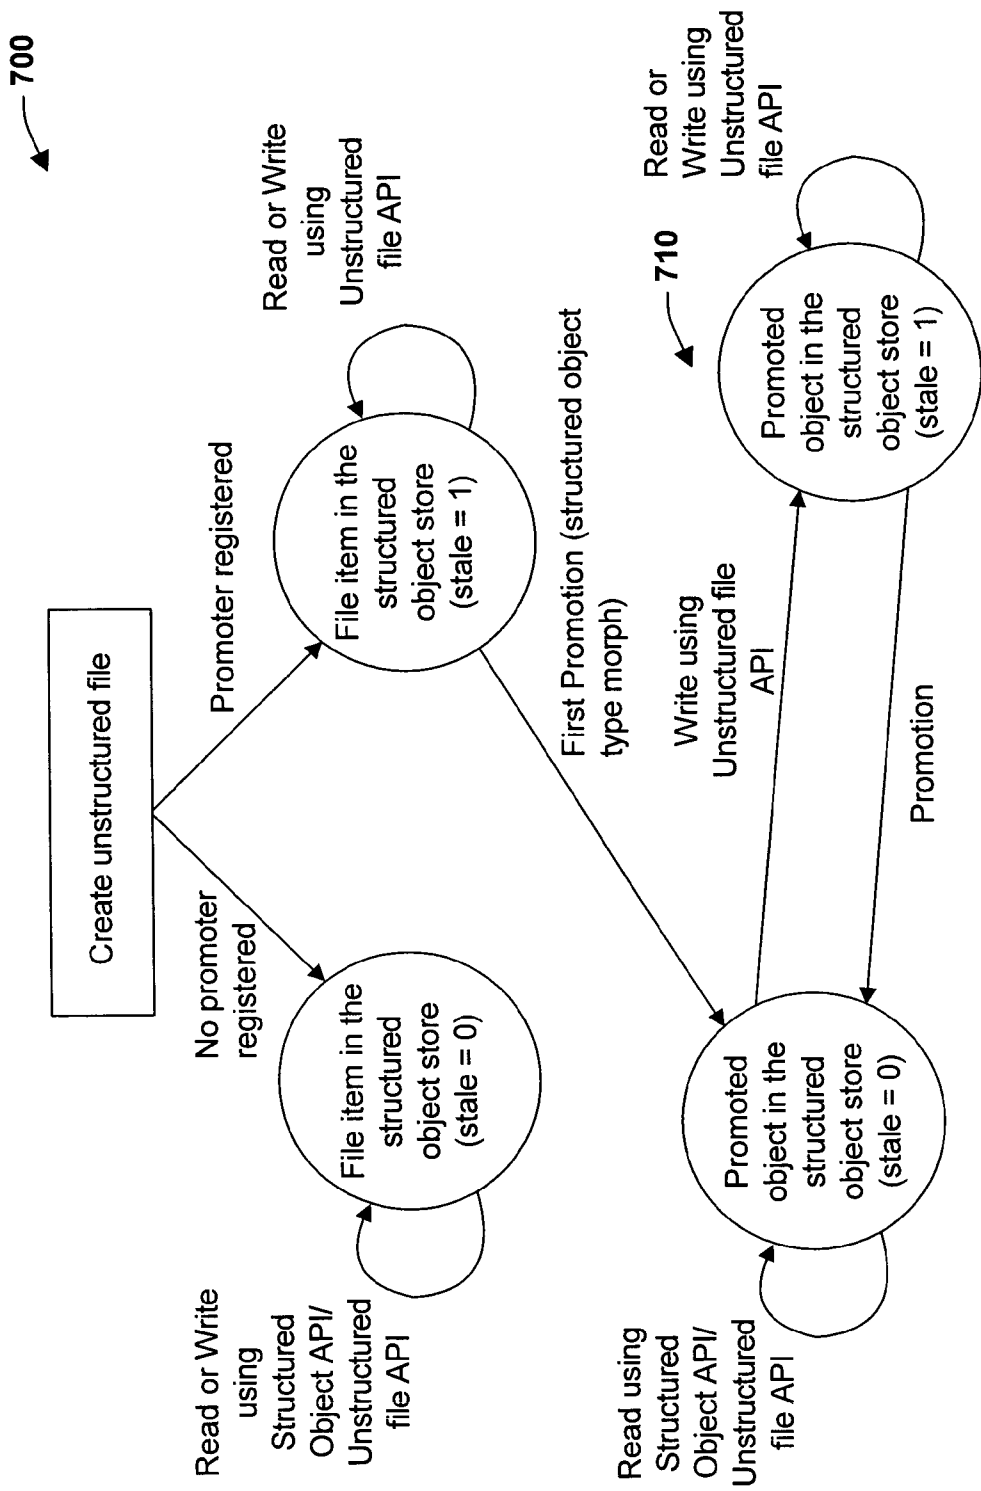 700
Create unstructured file
No promoter
registered
Promoter registered
Read or Write
using
Structured
Object API/
Unstructured
file API
File item in the
structured
object store
(stale = 0)
File item in the
structured
object store
(stale = 1)
Read or Write
using
Unstructured
file API
First Promotion (structured object
type morph)
710
Read using
Structured
Object API/
Unstructured
file API
Promoted
object in the
structured
object store
(stale = 0)
Write using
Unstructured file
API
Promotion
Promoted
object in the
structured
object store
(stale = 1)
Read or
Write using
Unstructured
file API